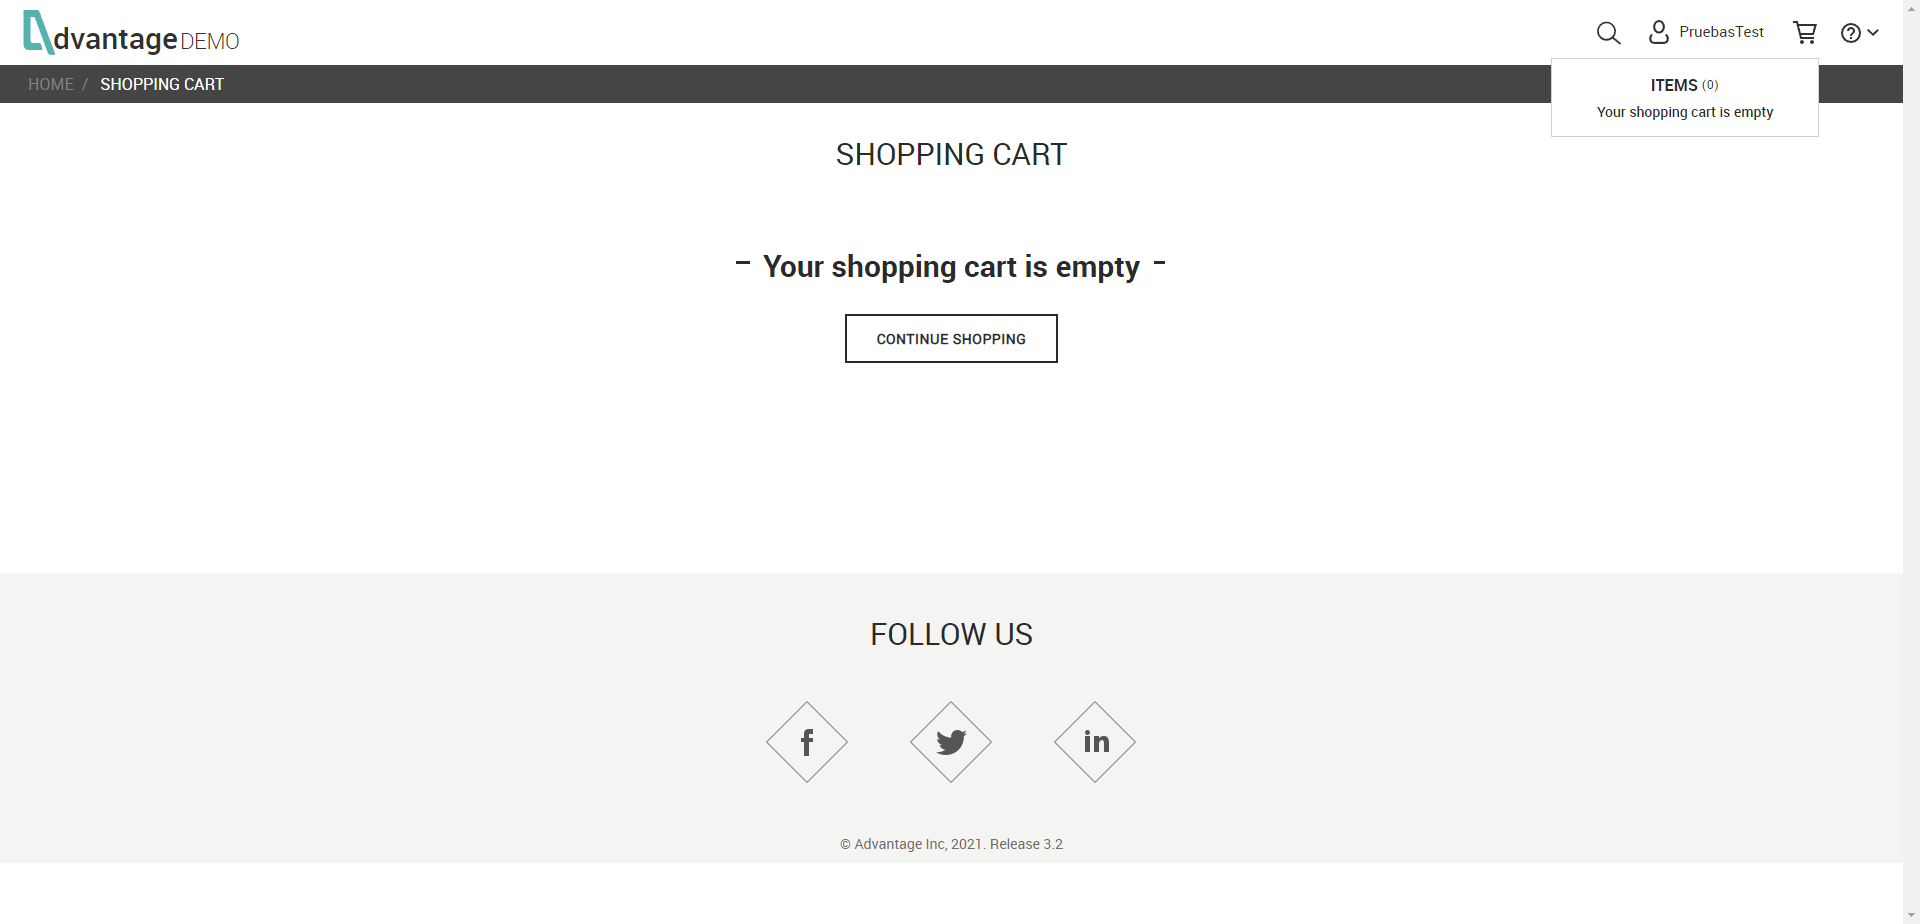 dvantage DEMO
PruebasTest
HOME / SHOPPING CART
ITEMS (0)
Your shopping cart is empty
SHOPPING CART
- Your shopping cart is empty -
CONTINUE SHOPPING
FOLLOW US
f
in
© Advantage Inc, 2021. Release 3.2